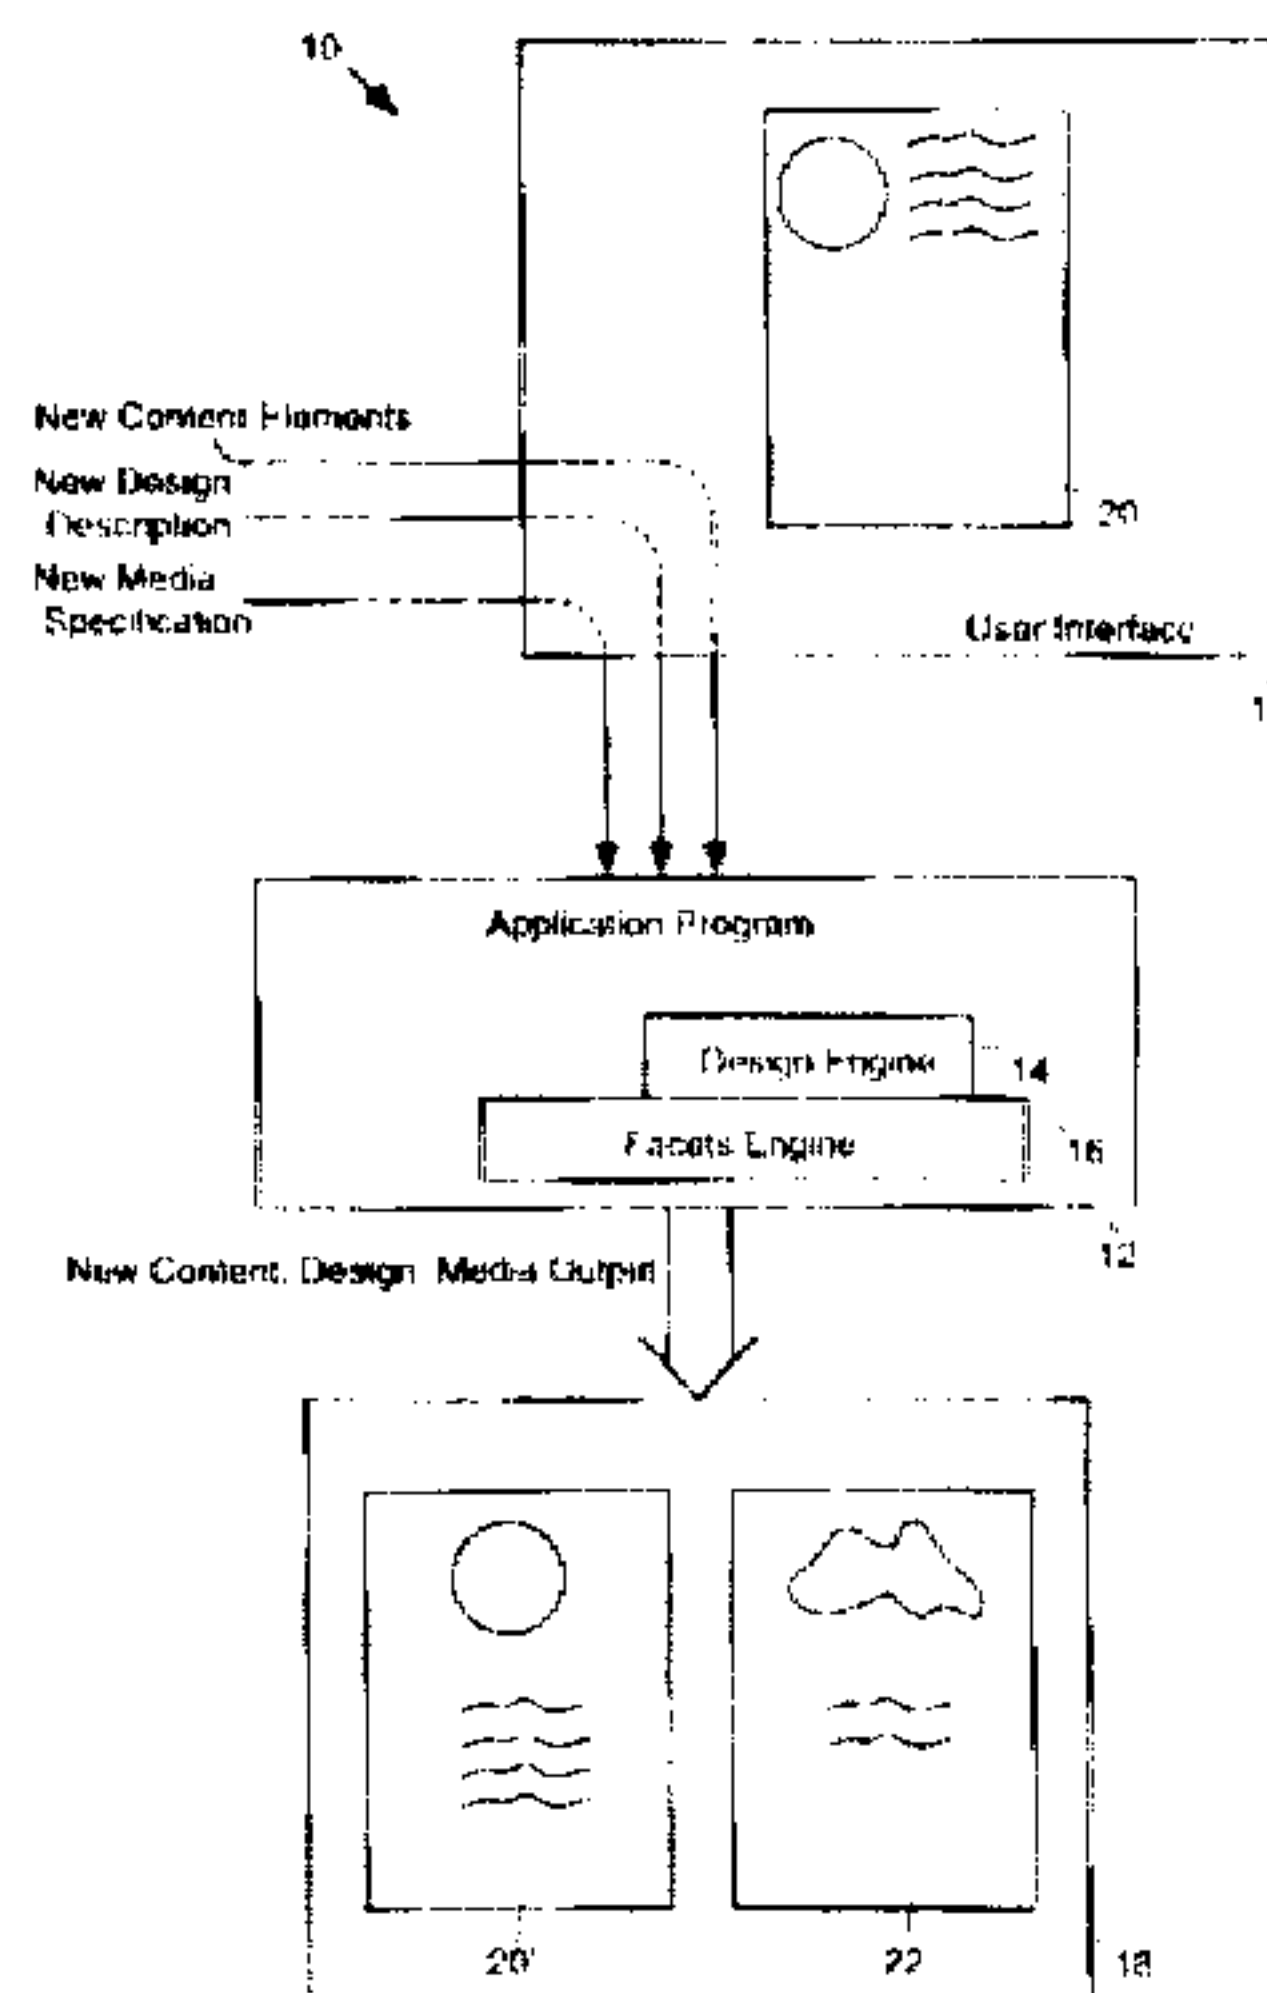 10
New Content Elements
New Design
Description
New Media
Specification
20
User Interface
Application Program
Design Engine
14
Facets Engine
16
12
New Content, Design, Media Output
20'
22
18